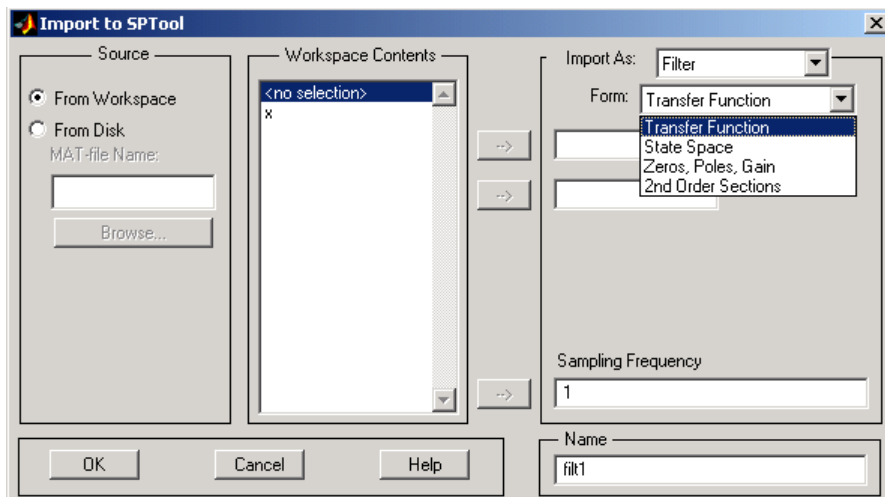 Import to SPTool
Source
From Workspace
From Disk
MAT-file Name:
Browse...
Workspace Contents
<no selection>
x
-->
-->
-->
Import As: Filter
Form: Transfer Function
Transfer Function
State Space
Zeros, Poles, Gain
2nd Order Sections
Sampling Frequency
1
OK Cancel Help
Name
filt1